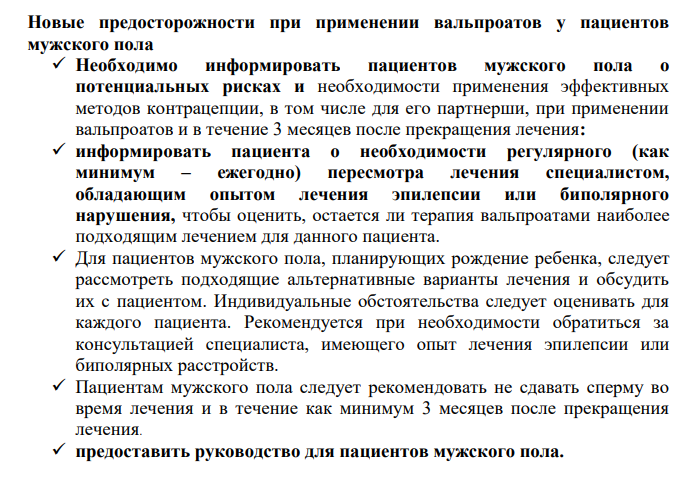 Новые предосторожности при применении вальпроатов у пациентов
мужского пола
✓ Необходимо информировать пациентов мужского пола о
потенциальных рисках и необходимости применения эффективных
методов контрацепции, в том числе для его партнерши, при применении
вальпроатов и в течение 3 месяцев после прекращения лечения:
✓ информировать пациента о необходимости регулярного (как
минимум – ежегодно) пересмотра лечения специалистом,
обладающим опытом лечения эпилепсии или биполярного
нарушения, чтобы оценить, остается ли терапия вальпроатами наиболее
подходящим лечением для данного пациента.
✓ Для пациентов мужского пола, планирующих рождение ребенка, следует
рассмотреть подходящие альтернативные варианты лечения и обсудить
их с пациентом. Индивидуальные обстоятельства следует оценивать для
каждого пациента. Рекомендуется при необходимости обратиться за
консультацией специалиста, имеющего опыт лечения эпилепсии или
биполярных расстройств.
✓ Пациентам мужского пола следует рекомендовать не сдавать сперму во
время лечения и в течение как минимум 3 месяцев после прекращения
лечения.
✓ предоставить руководство для пациентов мужского пола.